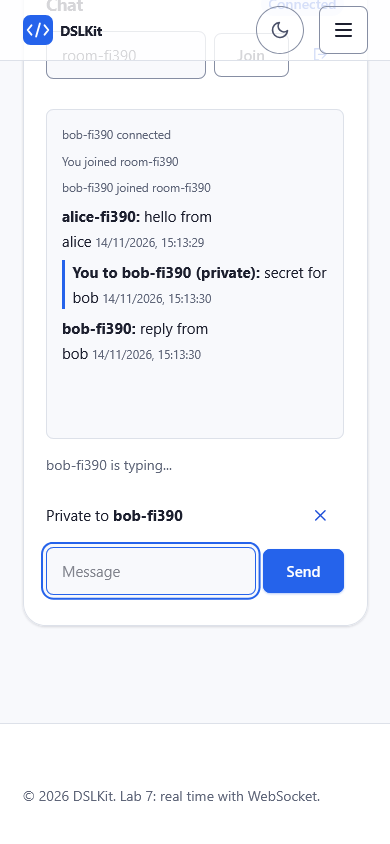 Chat
Connected
DSLKit
room-fi390
Join
bob-fi390 connected
You joined room-fi390
bob-fi390 joined room-fi390
alice-fi390: hello from
alice 14/11/2026, 15:13:29
You to bob-fi390 (private): secret for
bob 14/11/2026, 15:13:30
bob-fi390: reply from
bob 14/11/2026, 15:13:30
bob-fi390 is typing...
Private to bob-fi390
Message
Send
© 2026 DSLKit. Lab 7: real time with WebSocket.